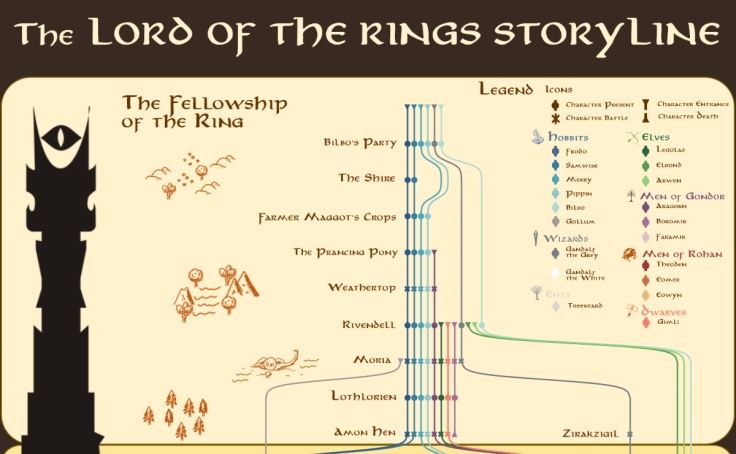 The Lord of the Rings Storyline
The Fellowship
of the Ring
Bilbo's Party
The Shire
Farmer Maggot's Crops
The Prancing Pony
Weathertop
Rivendell
Moria
Lothlorien
Amon Hen
Zirakzigil
Legend
Icons
Character Present
Character Entrance
Character Battle
Character Death
Hobbits
Frodo
Samwise
Merry
Pippin
Bilbo
Gollum
Wizards
Gandalf
the Grey
Gandalf
the White
Ents
Treebeard
Elves
Legolas
Elrond
Arwen
Men of Gondor
Aragorn
Boromir
Faramir
Men of Rohan
Theoden
Eomer
Eowyn
Dwarves
Gimli